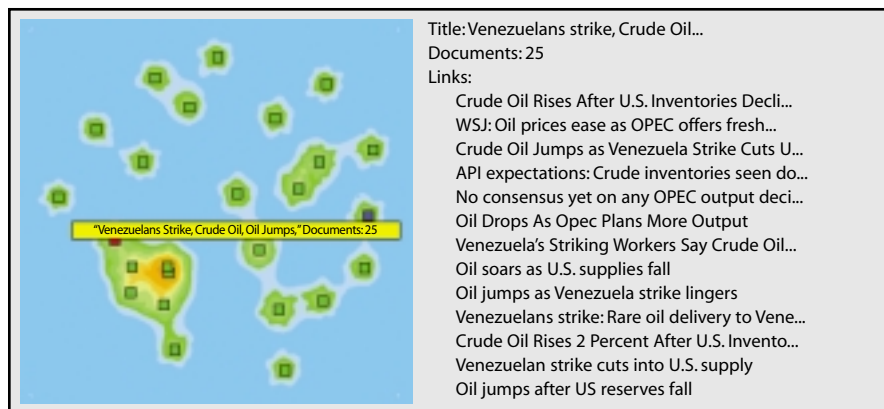 "Venezuelans Strike, Crude Oil, Oil Jumps," Documents: 25
Title: Venezuelans strike, Crude Oil...
Documents: 25
Links:
Crude Oil Rises After U.S. Inventories Decli...
WSJ: Oil prices ease as OPEC offers fresh...
Crude Oil Jumps as Venezuela Strike Cuts U...
API expectations: Crude inventories seen do...
No consensus yet on any OPEC output deci...
Oil Drops As Opec Plans More Output
Venezuela's Striking Workers Say Crude Oil...
Oil soars as U.S. supplies fall
Oil jumps as Venezuela strike lingers
Venezuelans strike: Rare oil delivery to Vene...
Crude Oil Rises 2 Percent After U.S. Invento...
Venezuelan strike cuts into U.S. supply
Oil jumps after US reserves fall